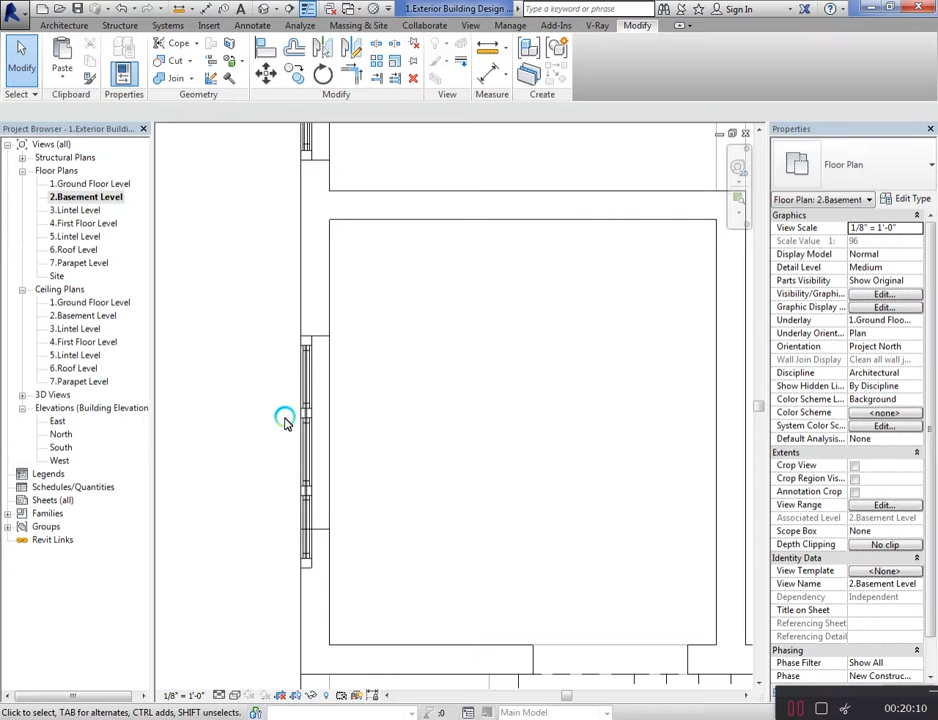 1.Exterior Building Design ...
Type a keyword or phrase
Sign In
Architecture Structure Systems Insert Annotate Analyze Massing & Site Collaborate View Manage Add-Ins V-Ray Modify
Modify
Paste
Cope
Cut
Join
Select Clipboard Properties Geometry Modify View Measure Create
Project Browser - 1.Exterior Buildi...
Views (all)
Structural Plans
Floor Plans
1.Ground Floor Level
2.Basement Level
3.Lintel Level
4.First Floor Level
5.Lintel Level
6.Roof Level
7.Parapet Level
Site
Ceiling Plans
1.Ground Floor Level
2.Basement Level
3.Lintel Level
4.First Floor Level
5.Lintel Level
6.Roof Level
7.Parapet Level
3D Views
Elevations (Building Elevation
East
North
South
West
Legends
Schedules/Quantities
Sheets (all)
Families
Groups
Revit Links
Properties
Floor Plan
Floor Plan: 2.Basement
Edit Type
Graphics
View Scale 1/8" = 1'-0"
Scale Value 1: 96
Display Model Normal
Detail Level Medium
Parts Visibility Show Original
Visibility/Graphi... Edit...
Graphic Display ... Edit...
Underlay 1.Ground Floo...
Underlay Orient... Plan
Orientation Project North
Wall Join Display Clean all wall j...
Discipline Architectural
Show Hidden Li... By Discipline
Color Scheme L... Background
Color Scheme <none>
System Color Sc... Edit...
Default Analysis... None
Extents
Crop View
Crop Region Vis...
Annotation Crop
View Range Edit...
Associated Level 2.Basement Level
Scope Box None
Depth Clipping No clip
Identity Data
View Template <None>
View Name 2.Basement Level
Dependency Independent
Title on Sheet
Referencing Sheet
Referencing Detail
Phasing
Phase Filter Show All
Phase New Construc...
1/8" = 1'-0"
Click to select, TAB for alternates, CTRL adds, SHIFT unselects.
:0
Main Model
00:20:10